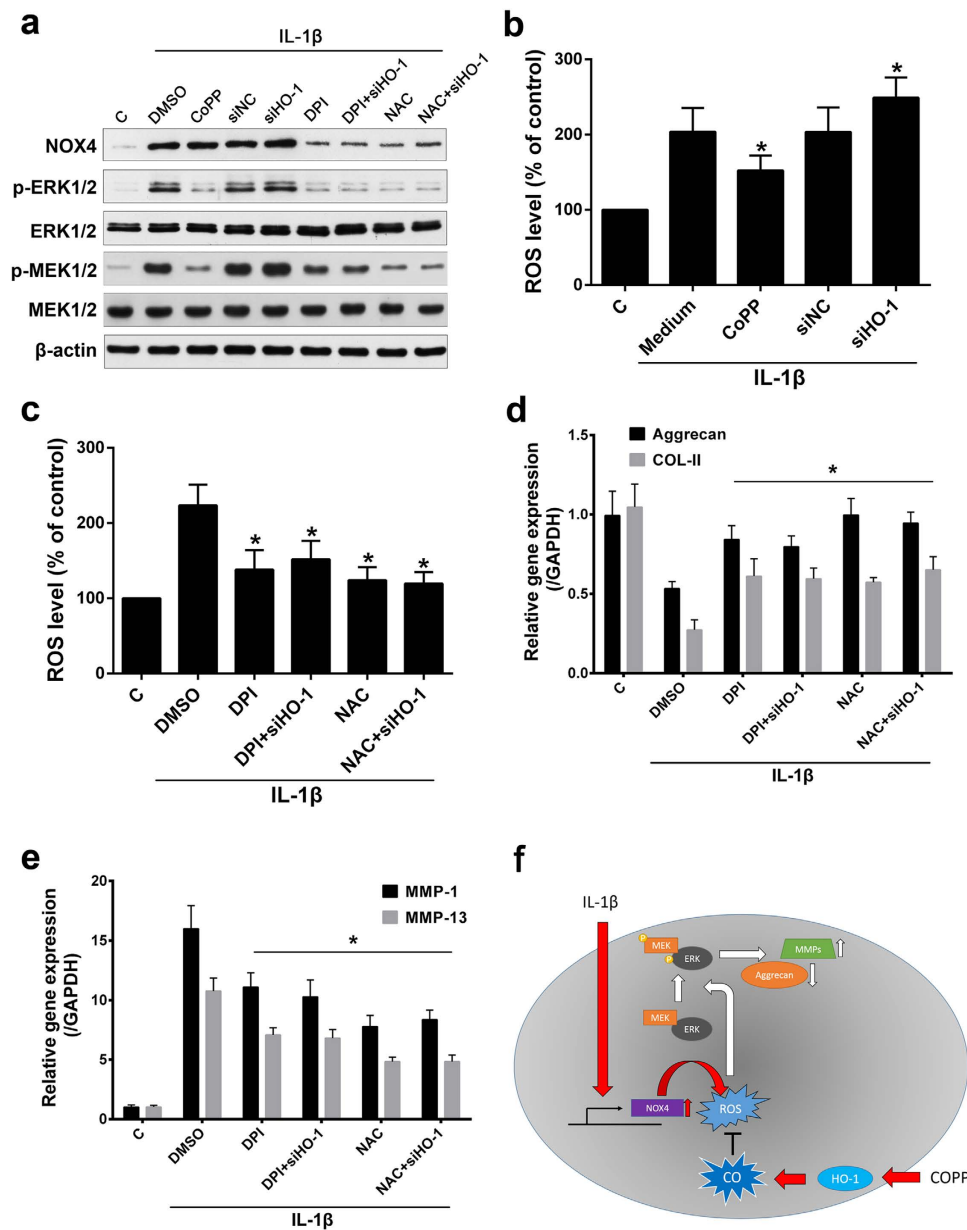 a
IL-1β
C
DMSO
CoPP
siNC
siHO-1
DPI
DPI+siHO-1
NAC
NAC+siHO-1
NOX4
p-ERK1/2
ERK1/2
p-MEK1/2
MEK1/2
β-actin
b
ROS level (% of control)
300
200
100
0
*
*
C
Medium
CoPP
siNC
siHO-1
IL-1β
c
ROS level (% of control)
300
250
200
150
100
50
0
*
*
*
*
C
DMSO
DPI
DPI+siHO-1
NAC
NAC+siHO-1
IL-1β
d
Relative gene expression
(/GAPDH)
1.5
1.0
0.5
0.0
Aggrecan
COL-II
*
C
DMSO
DPI
DPI+siHO-1
NAC
NAC+siHO-1
IL-1β
e
Relative gene expression
(/GAPDH)
20
15
10
5
0
MMP-1
MMP-13
*
C
DMSO
DPI
DPI+siHO-1
NAC
NAC+siHO-1
IL-1β
f
IL-1β
P
MEK
P
ERK
MMPs
Aggrecan
MEK
ERK
NOX4
ROS
CO
HO-1
COPP